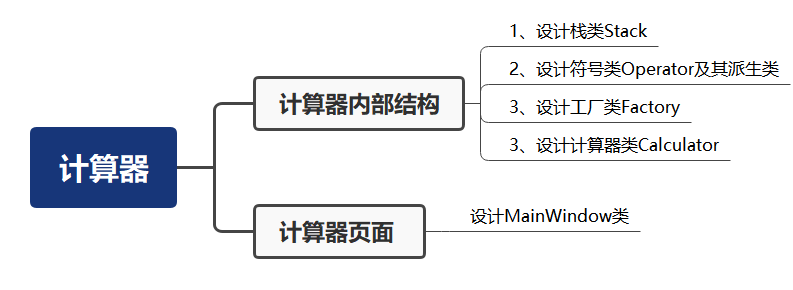 计算器
计算器内部结构
1、设计栈类Stack
2、设计符号类Operator及其派生类
3、设计工厂类Factory
3、设计计算器类Calculator
计算器页面
设计MainWindow类